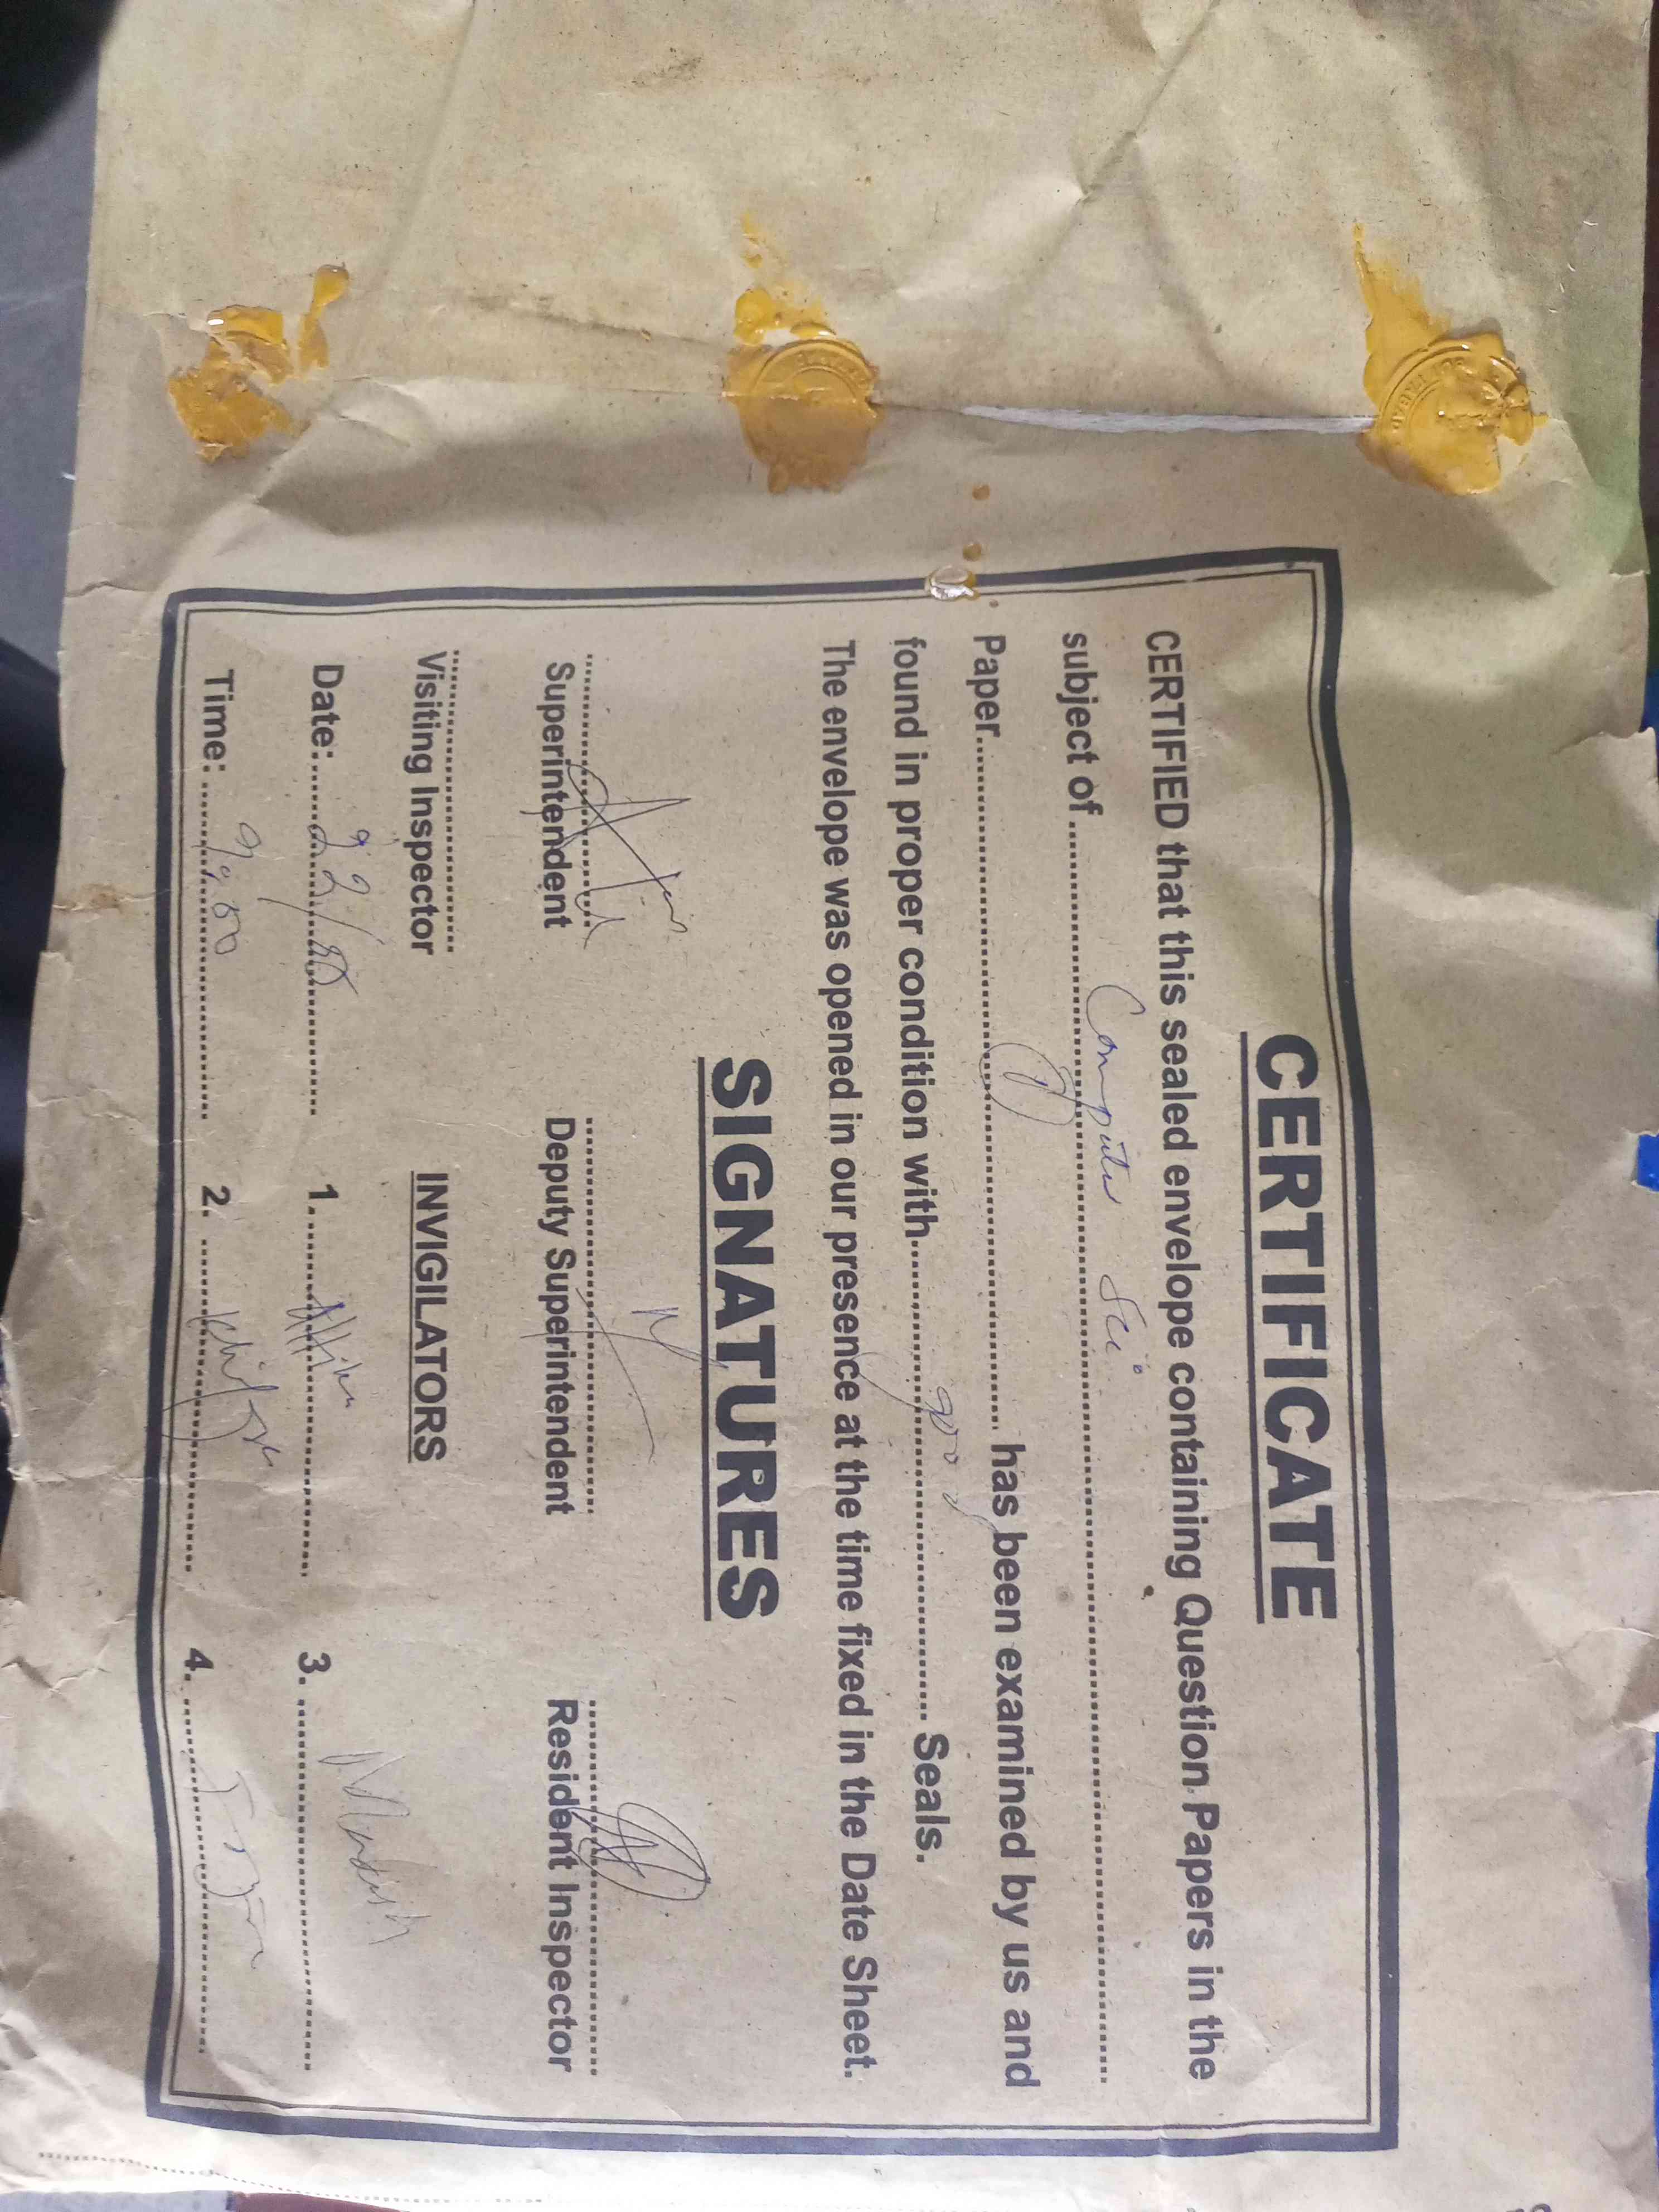 CERTIFICATE
CERTIFIED that this sealed envelope containing Question Papers in the
subject of.......... Computer Sci ..........
Paper.......... has been examined by us and
found in proper condition with.......... good .......... Seals.
The envelope was opened in our presence at the time fixed in the Date Sheet.
SIGNATURES
Superintendent Deputy Superintendent Resident Inspector
Visiting Inspector INVIGILATORS
Date:.......... 1. .......... 3. ..........
Time:.......... 2. .......... 4. ..........